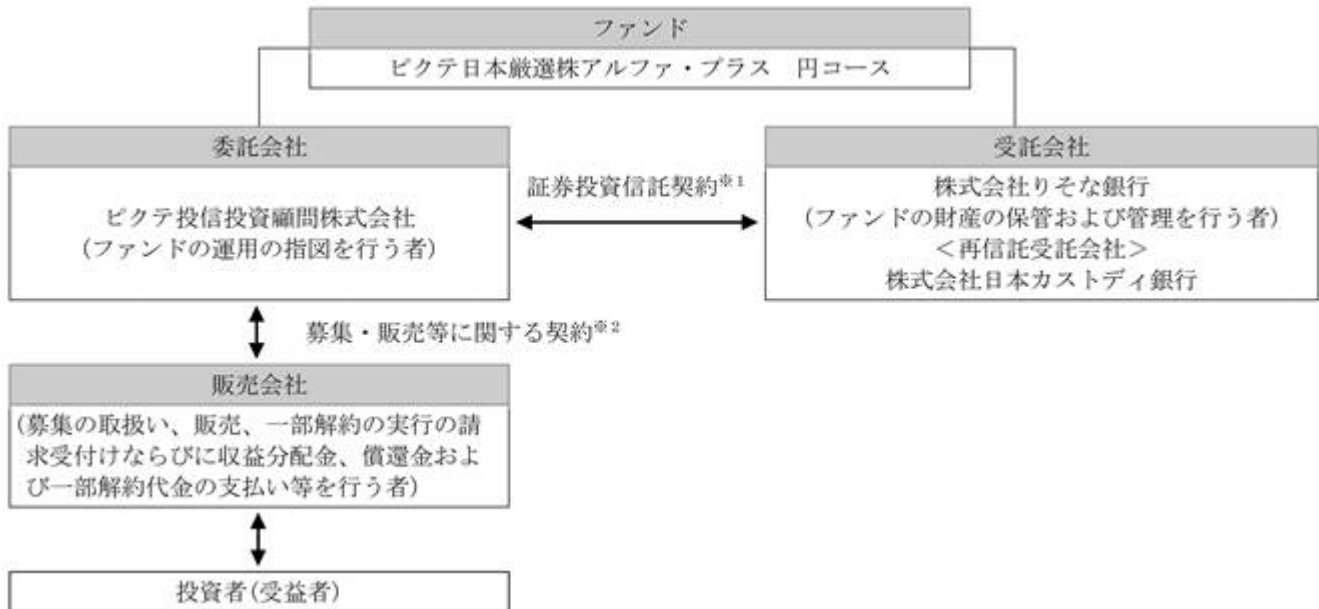 ファンド
ピクテ日本厳選株アルファ・プラス　円コース
委託会社
ピクテ投信投資顧問株式会社
(ファンドの運用の指図を行う者)
証券投資信託契約※1
受託会社
株式会社りそな銀行
(ファンドの財産の保管および管理を行う者)
＜再信託受託会社＞
株式会社日本カストディ銀行
募集・販売等に関する契約※2
販売会社
(募集の取扱い、販売、一部解約の実行の請
求受付けならびに収益分配金、償還金およ
び一部解約代金の支払い等を行う者)
投資者(受益者)